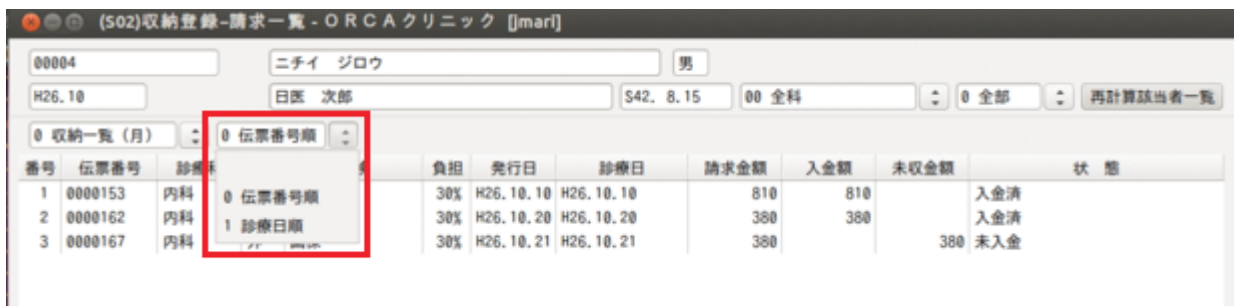 (S02)収納登録–請求一覧 - ＯＲＣＡクリニック [jmari]
00004 ニチイ　ジロウ 男
H26.10 日医　次郎 S42. 8.15 00 全科 0 全部 再計算該当者一覧
0 収納一覧（月） 0 伝票番号順
番号 伝票番号 診療 負担 発行日 診療日 請求金額 入金額 未収金額 状　態
1 0000153 内科 30% H26.10.10 H26.10.10 810 810 入金済
0 伝票番号順
2 0000162 内科 30% H26.10.20 H26.10.20 380 380 入金済
1 診療日順
3 0000167 内科 30% H26.10.21 H26.10.21 380 380 未入金